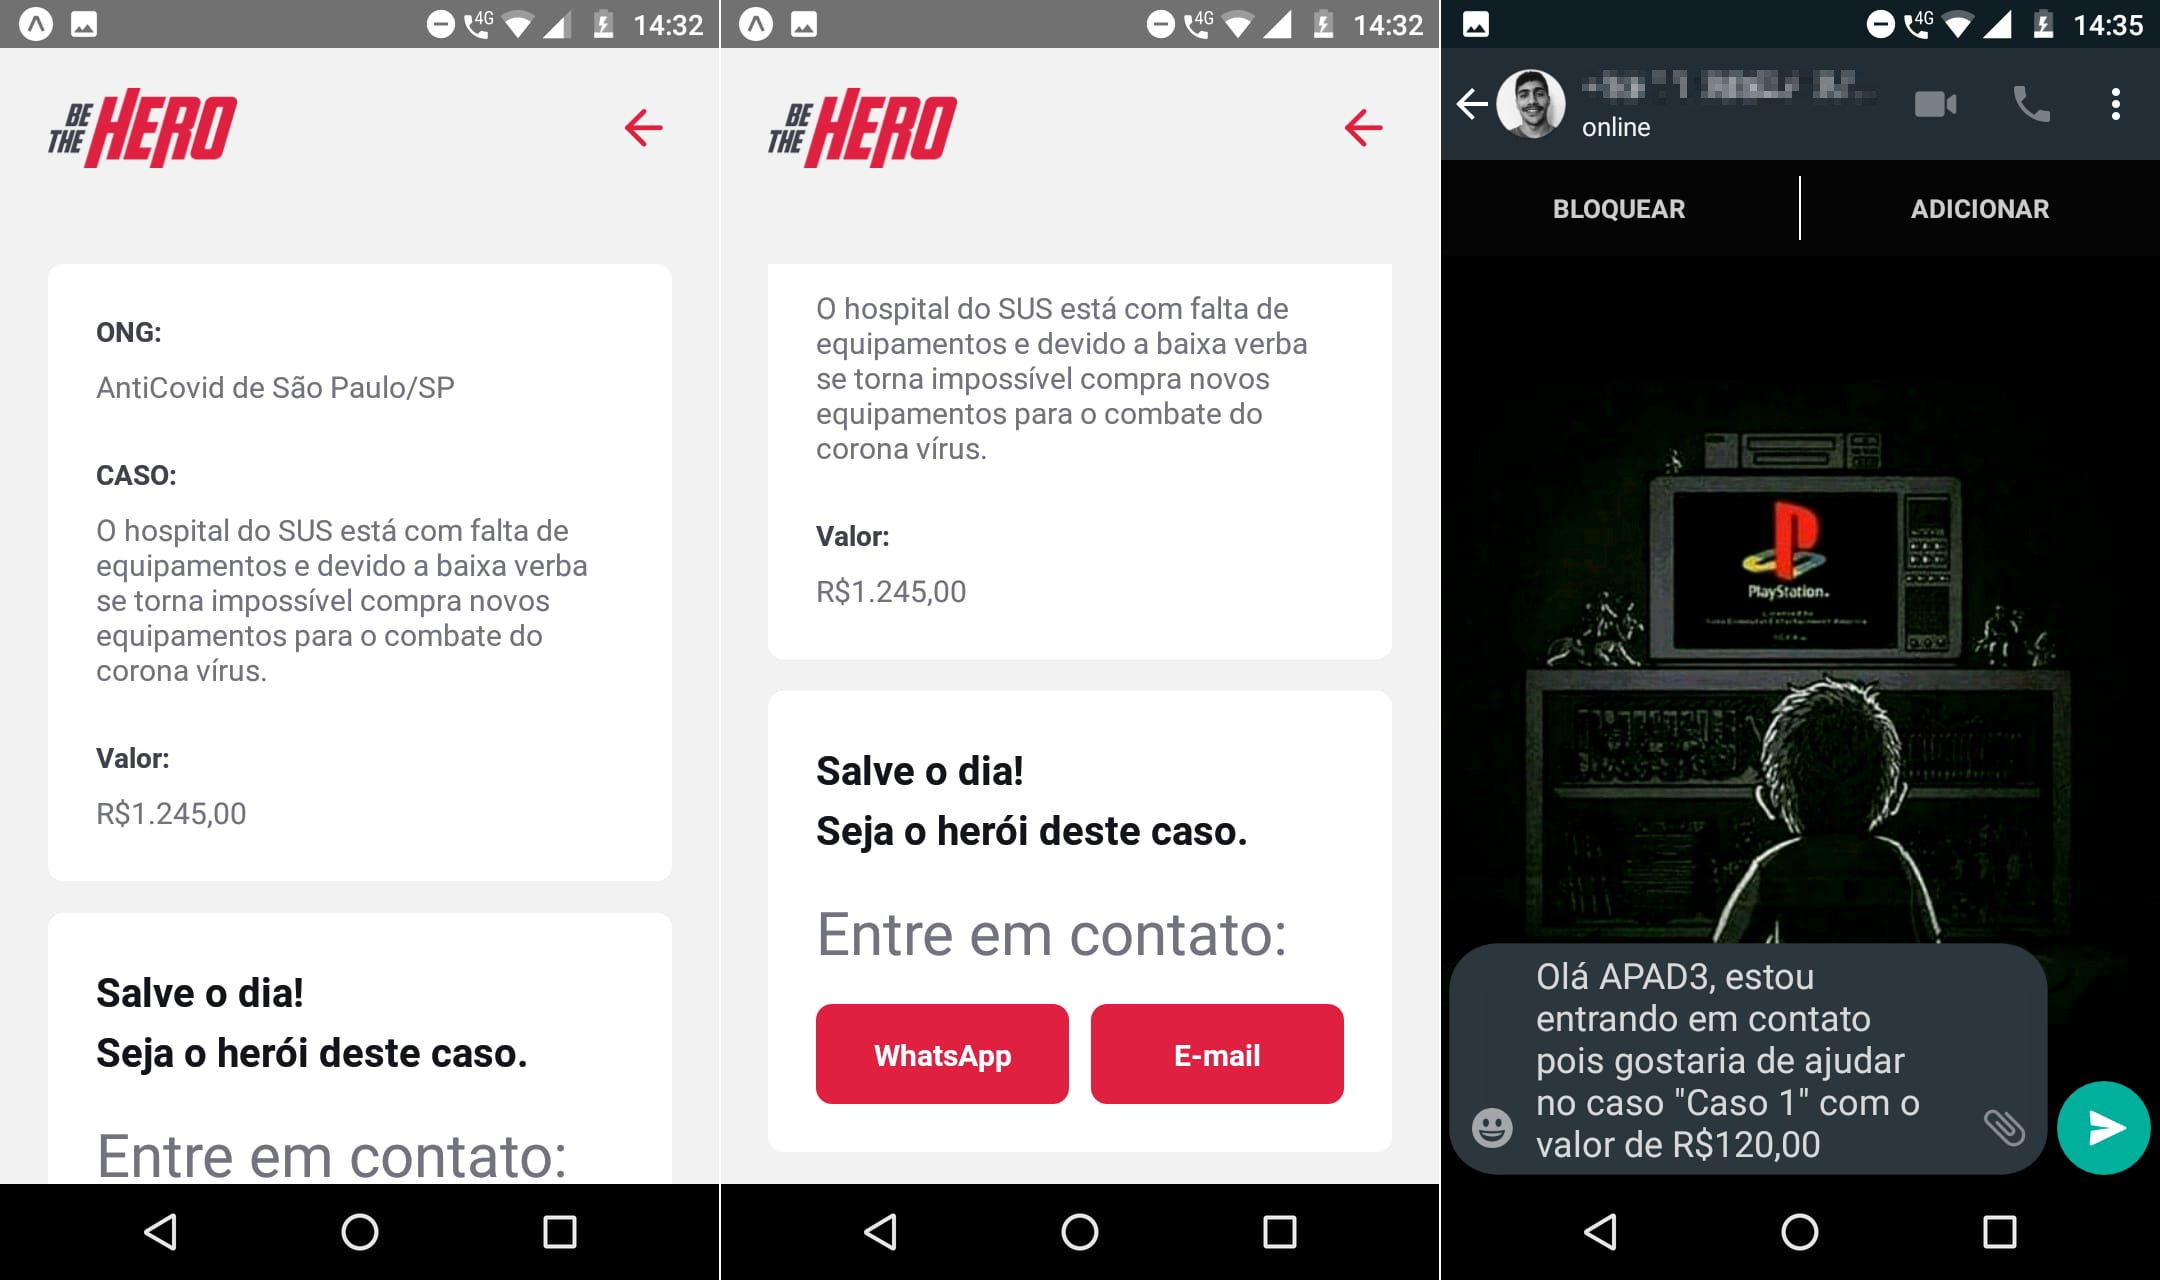 14:32
BE
THE HERO
ONG:
AntiCovid de São Paulo/SP
CASO:
O hospital do SUS está com falta de
equipamentos e devido a baixa verba
se torna impossível compra novos
equipamentos para o combate do
corona vírus.
Valor:
R$1.245,00
Salve o dia!
Seja o herói deste caso.
Entre em contato:
14:32
BE
THE HERO
O hospital do SUS está com falta de
equipamentos e devido a baixa verba
se torna impossível compra novos
equipamentos para o combate do
corona vírus.
Valor:
R$1.245,00
Salve o dia!
Seja o herói deste caso.
Entre em contato:
WhatsApp
E-mail
4G
14:35
online
BLOQUEAR
ADICIONAR
PlayStation
Olá APAD3, estou
entrando em contato
pois gostaria de ajudar
no caso "Caso 1" com o
valor de R$120,00